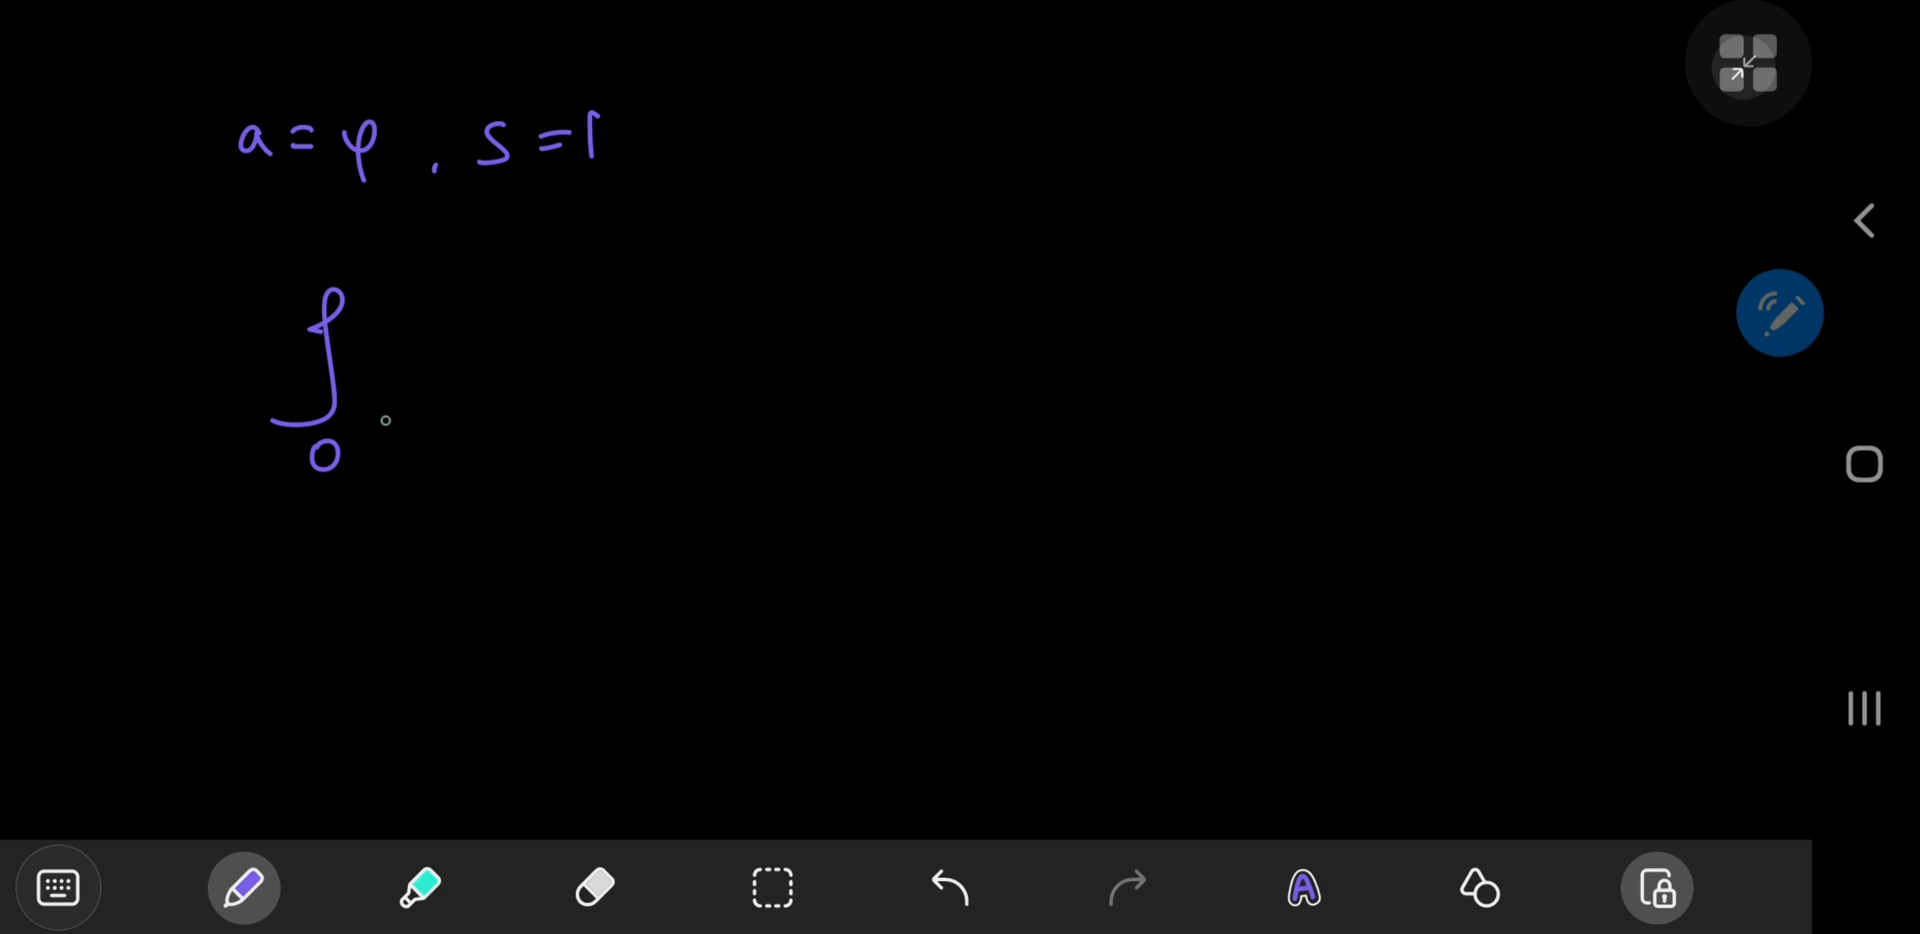 a = φ , s = 1
∫
0